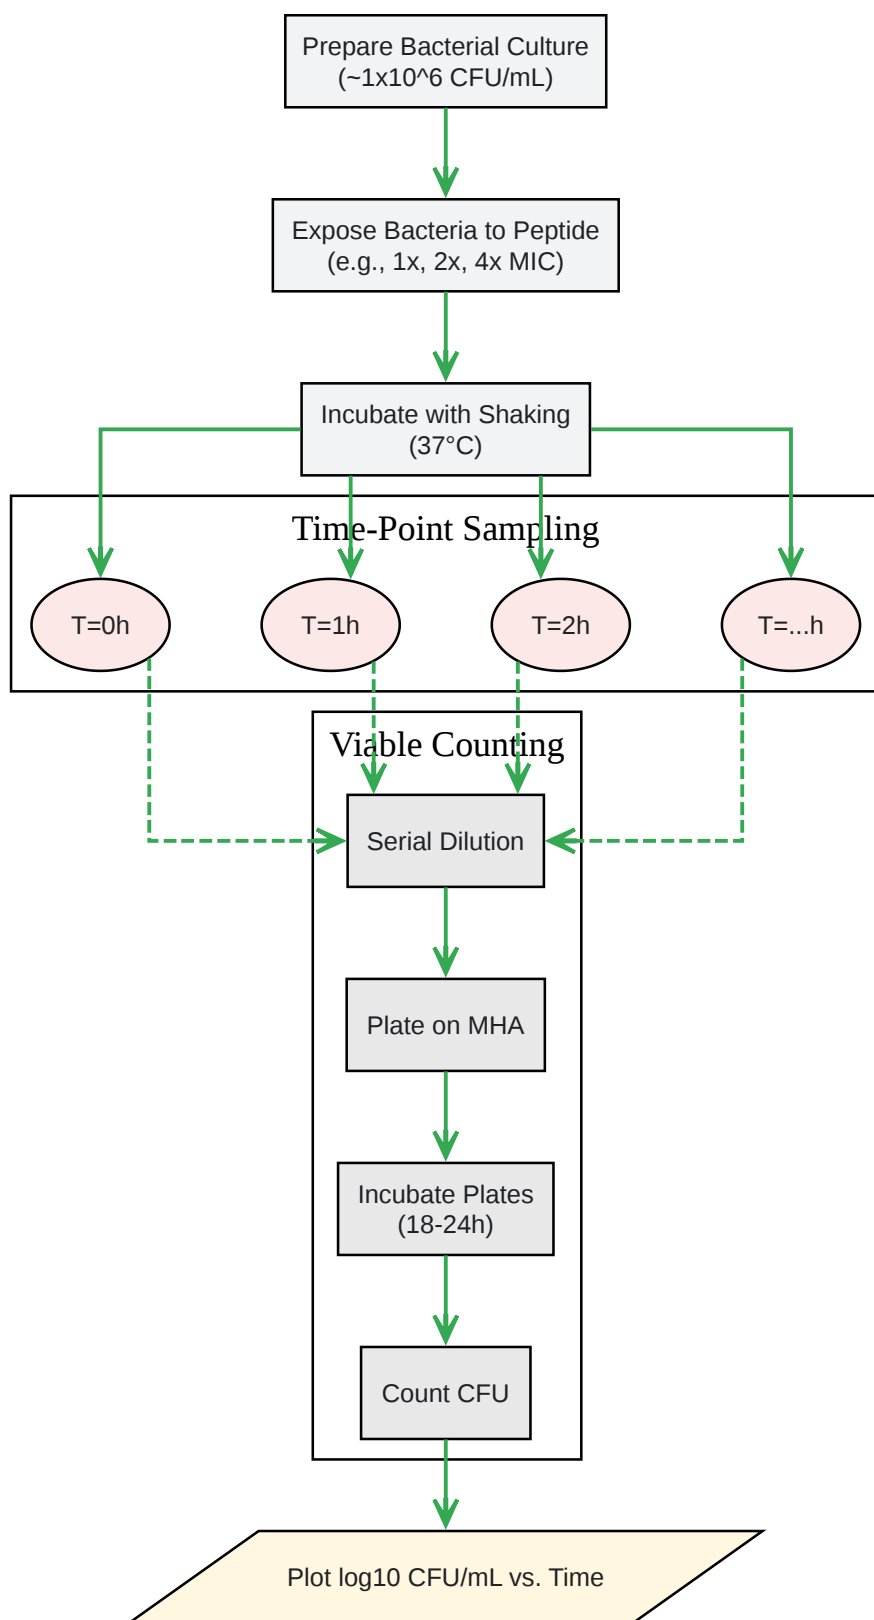 Prepare Bacterial Culture
(~1x10^6 CFU/mL)
Expose Bacteria to Peptide
(e.g., 1x, 2x, 4x MIC)
Incubate with Shaking
(37°C)
Time-Point Sampling
T=0h
T=1h
T=2h
T=...h
Viable Counting
Serial Dilution
Plate on MHA
Incubate Plates
(18-24h)
Count CFU
Plot log10 CFU/mL vs. Time